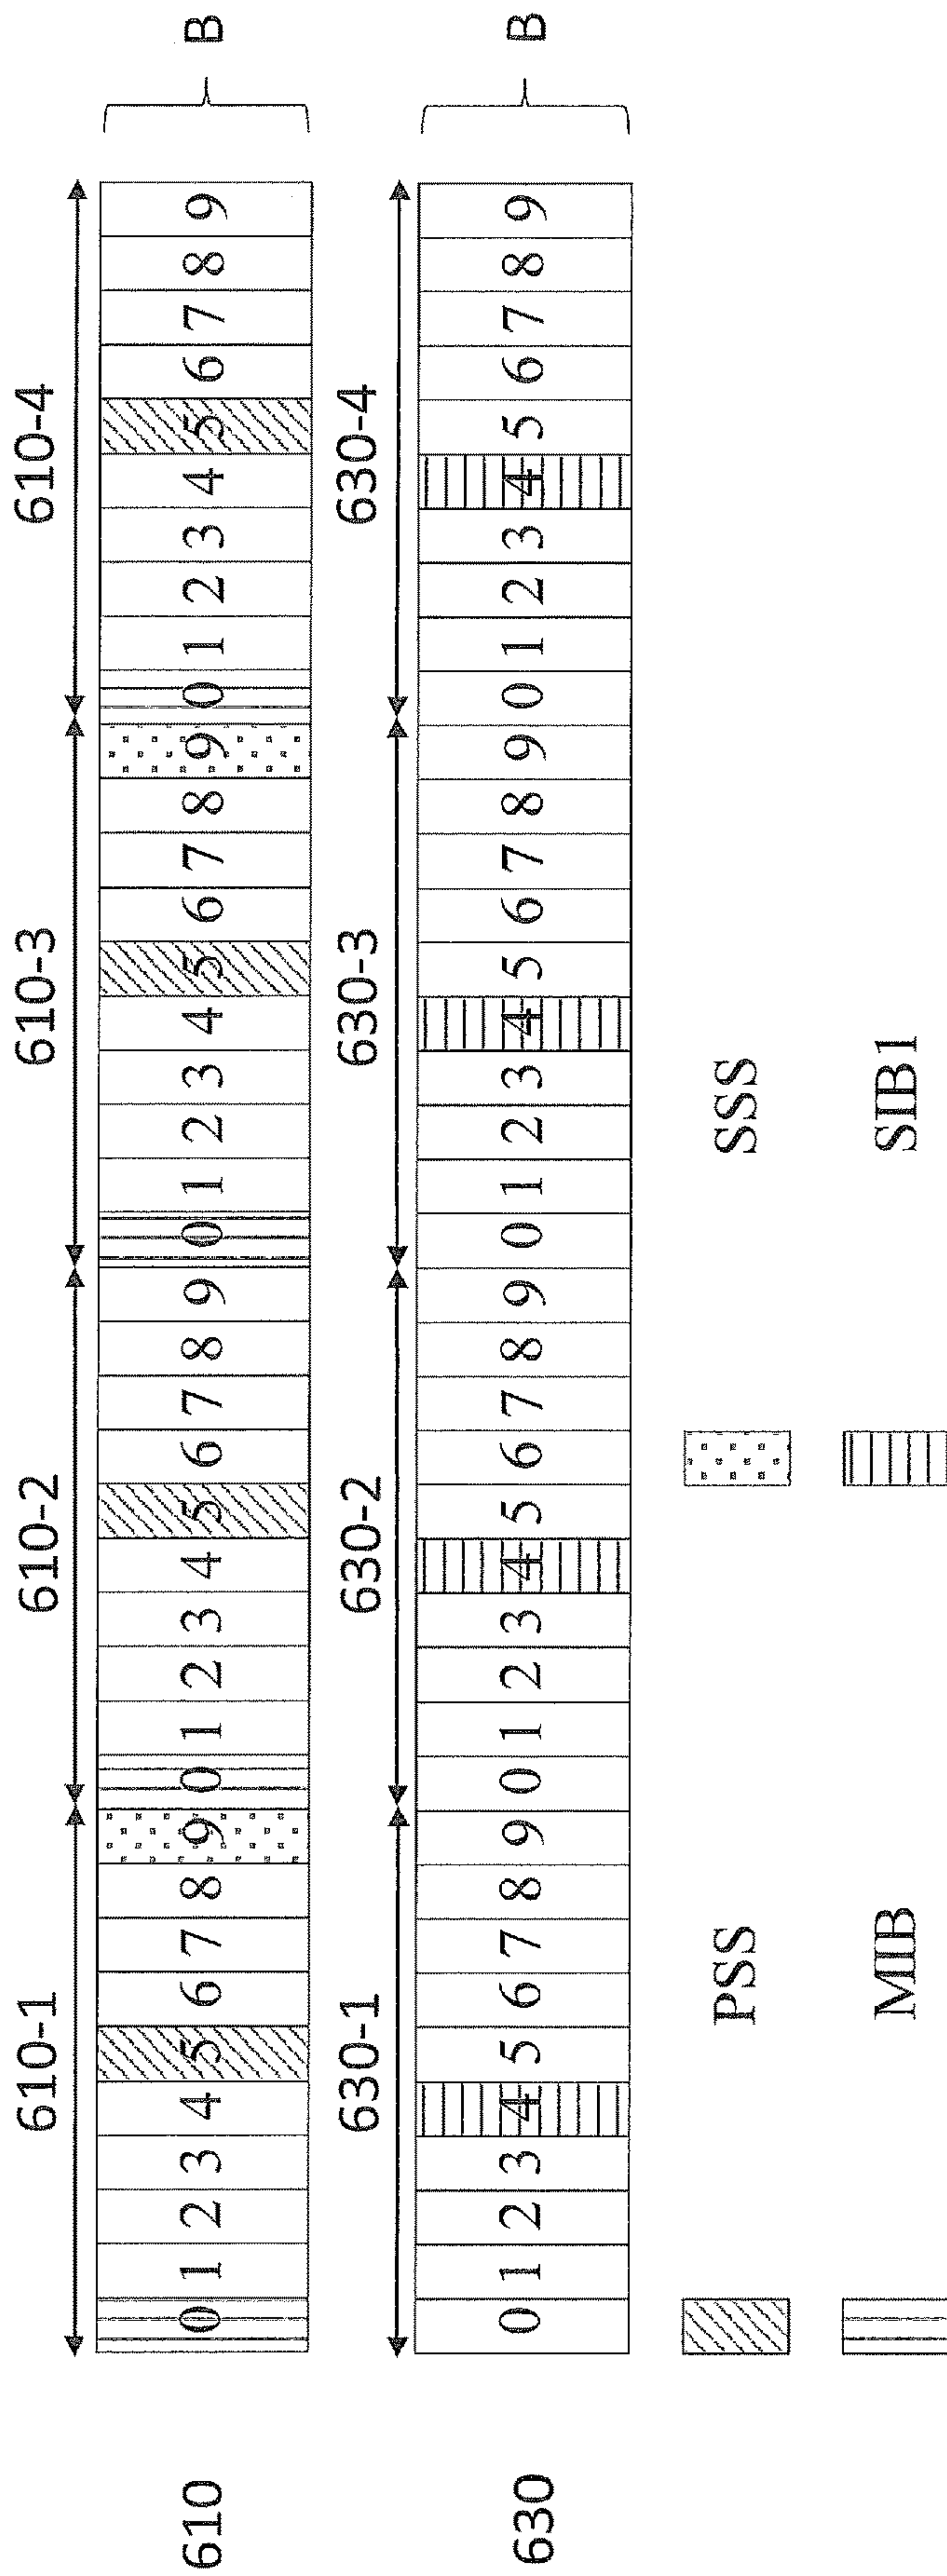 610-1 610-2 610-3 610-4
610 0 1 2 3 4 5 6 7 8 9 0 1 2 3 4 5 6 7 8 9 0 1 2 3 4 5 6 7 8 9 0 1 2 3 4 5 6 7 8 9 B
630-1 630-2 630-3 630-4
630 0 1 2 3 4 5 6 7 8 9 0 1 2 3 4 5 6 7 8 9 0 1 2 3 4 5 6 7 8 9 0 1 2 3 4 5 6 7 8 9 B
PSS SSS
MIB SIB1